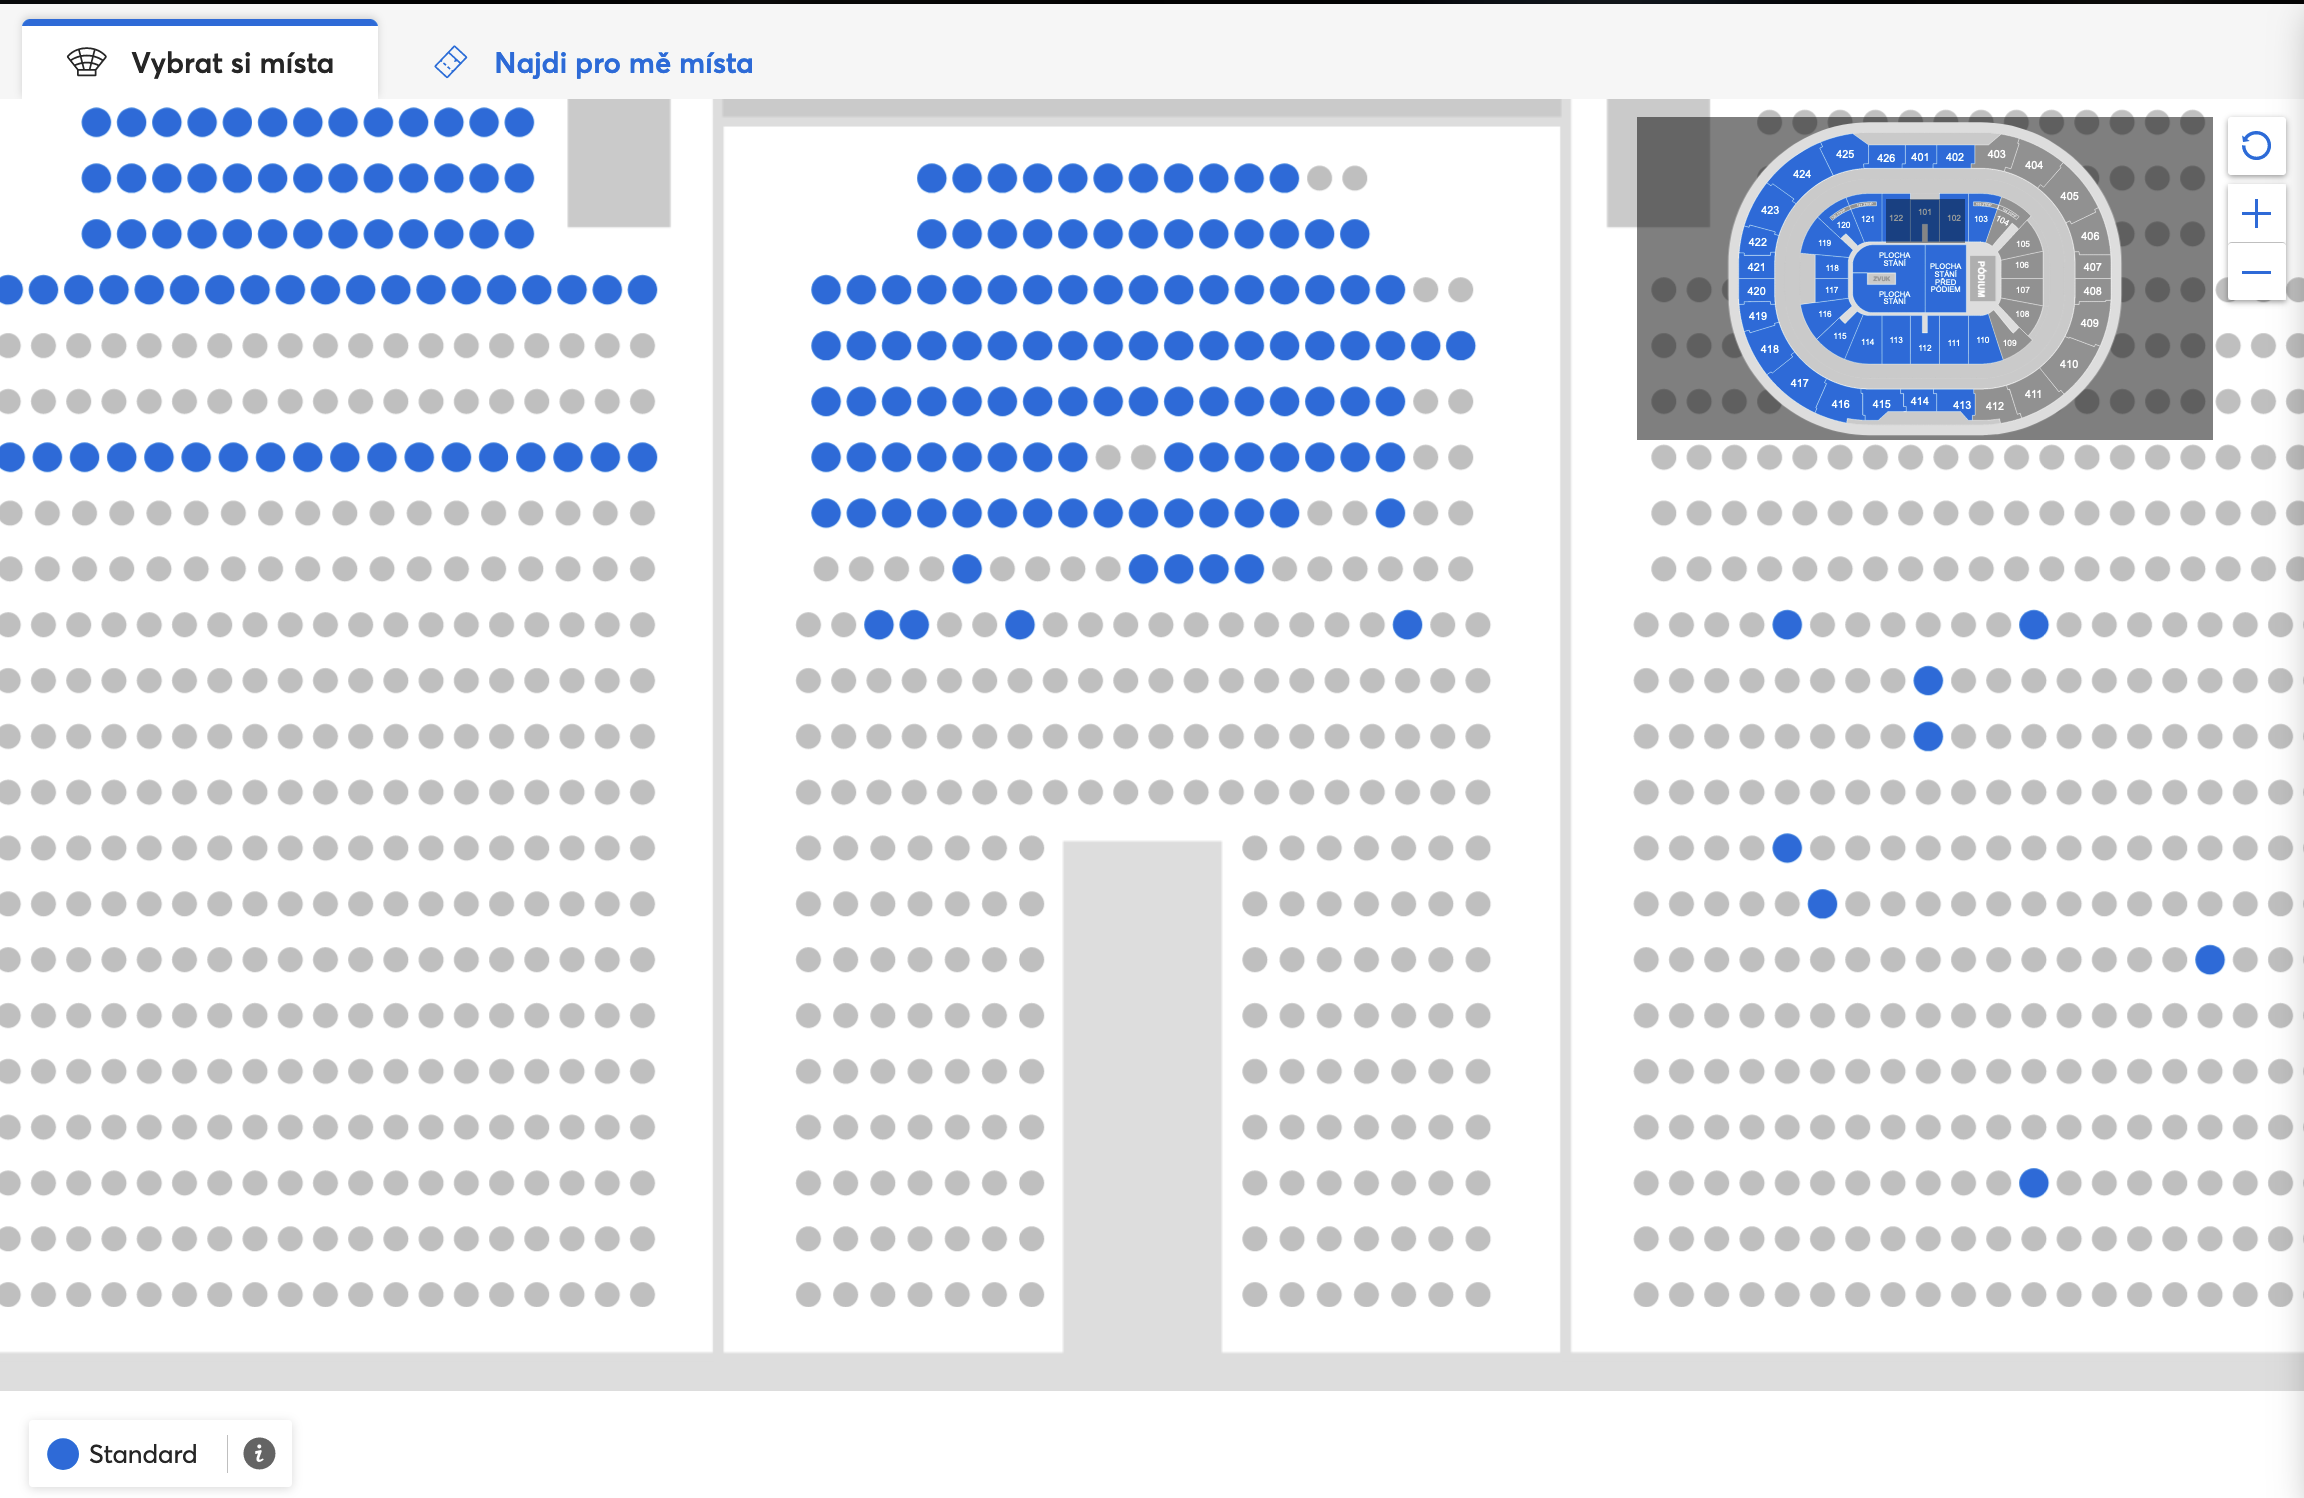 Vybrat si místa
Najdi pro mě místa
425 426 401 402 403 404
424 405
423 406
422 407
421 408
420 409
419 410
418 411
417 412
416 415 414 413
121 122 101 102 103 104
120 105
119 106
118 107
117 108
116 109
115 114 113 112 111 110
PLOCHA
STÁNÍ
ZVUK
PLOCHA
STÁNÍ
PLOCHA
STÁNÍ
PŘED
PÓDIEM
PÓDIUM
Standard